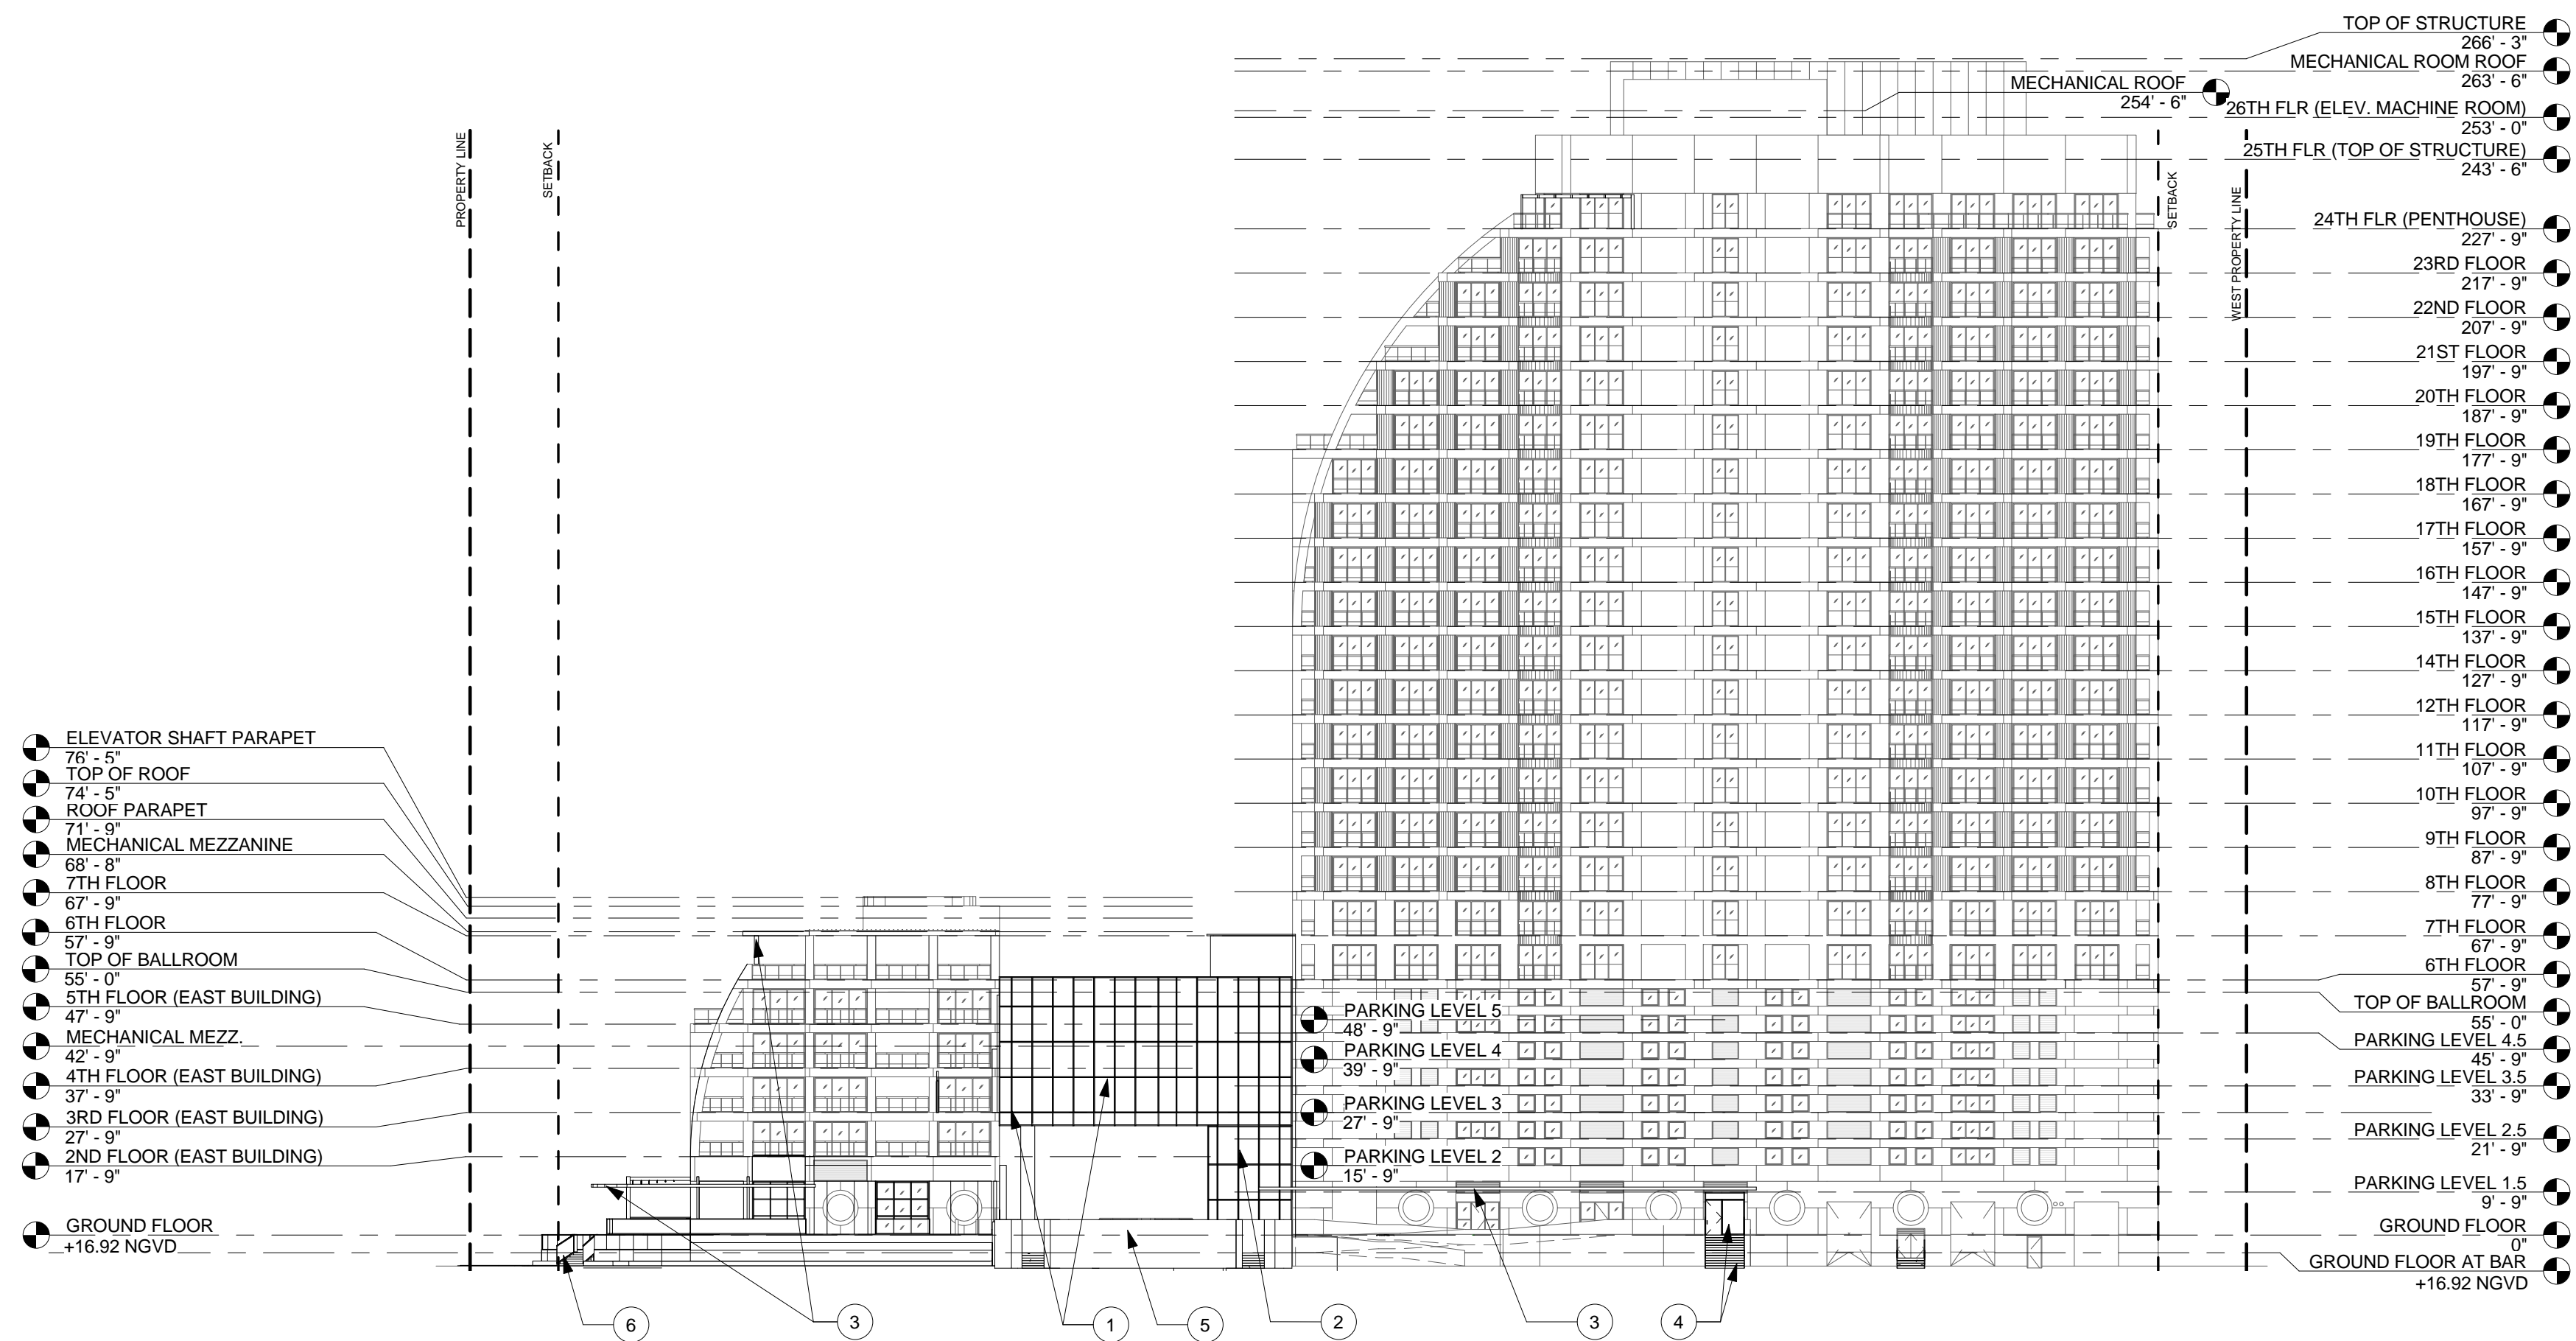 TOP OF STRUCTURE
266' - 3"
MECHANICAL ROOM ROOF
263' - 6"
MECHANICAL ROOF
254' - 6"
26TH FLR (ELEV. MACHINE ROOM)
253' - 0"
25TH FLR (TOP OF STRUCTURE)
243' - 6"
PROPERTY LINE
SETBACK
SETBACK
WEST PROPERTY LINE
24TH FLR (PENTHOUSE)
227' - 9"
23RD FLOOR
217' - 9"
22ND FLOOR
207' - 9"
21ST FLOOR
197' - 9"
20TH FLOOR
187' - 9"
19TH FLOOR
177' - 9"
18TH FLOOR
167' - 9"
17TH FLOOR
157' - 9"
16TH FLOOR
147' - 9"
15TH FLOOR
137' - 9"
14TH FLOOR
127' - 9"
12TH FLOOR
117' - 9"
11TH FLOOR
107' - 9"
10TH FLOOR
97' - 9"
9TH FLOOR
87' - 9"
8TH FLOOR
77' - 9"
7TH FLOOR
67' - 9"
6TH FLOOR
57' - 9"
TOP OF BALLROOM
55' - 0"
PARKING LEVEL 4.5
45' - 9"
PARKING LEVEL 3.5
33' - 9"
PARKING LEVEL 2.5
21' - 9"
PARKING LEVEL 1.5
9' - 9"
GROUND FLOOR
0"
GROUND FLOOR AT BAR
+16.92 NGVD
ELEVATOR SHAFT PARAPET
76' - 5"
TOP OF ROOF
74' - 5"
ROOF PARAPET
71' - 9"
MECHANICAL MEZZANINE
68' - 8"
7TH FLOOR
67' - 9"
6TH FLOOR
57' - 9"
TOP OF BALLROOM
55' - 0"
5TH FLOOR (EAST BUILDING)
47' - 9"
MECHANICAL MEZZ.
42' - 9"
4TH FLOOR (EAST BUILDING)
37' - 9"
3RD FLOOR (EAST BUILDING)
27' - 9"
2ND FLOOR (EAST BUILDING)
17' - 9"
GROUND FLOOR
+16.92 NGVD
PARKING LEVEL 5
48' - 9"
PARKING LEVEL 4
39' - 9"
PARKING LEVEL 3
27' - 9"
PARKING LEVEL 2
15' - 9"
6
3
1
5
2
3
4